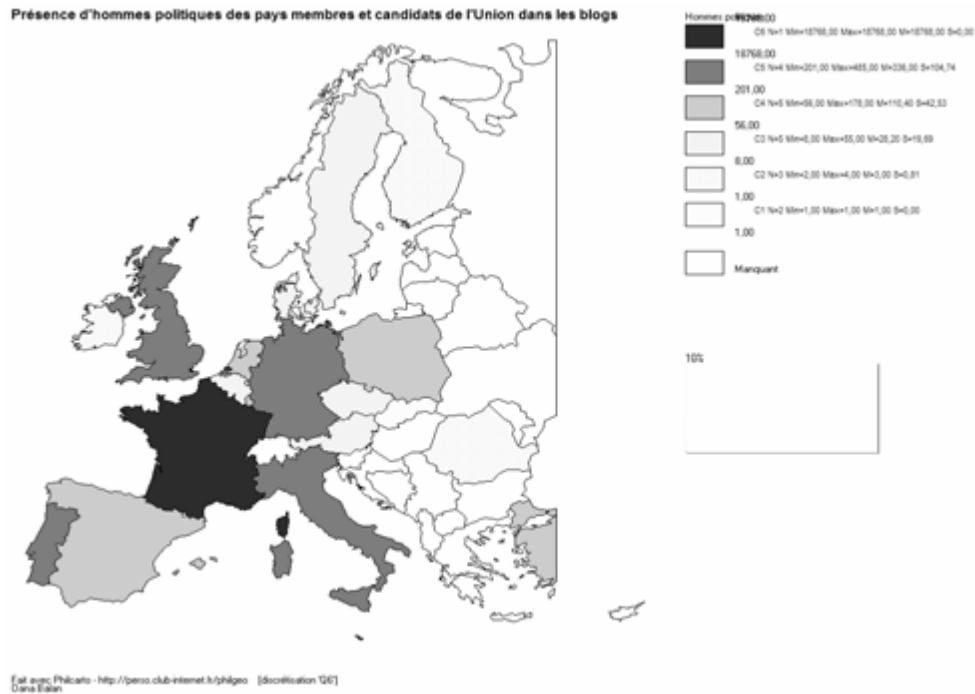 Présence d'hommes politiques des pays membres et candidats de l'Union dans les blogs
Hommes
C6 N=1 Min=18768,00 Max=18768,00 M=18768,00 S=0,00
18768,00
C5 N=4 Min=201,00 Max=485,00 M=336,00 S=104,74
201,00
C4 N=5 Min=56,00 Max=178,00 M=110,40 S=42,53
56,00
C3 N=5 Min=8,00 Max=55,00 M=28,20 S=19,69
8,00
C2 N=3 Min=2,00 Max=4,00 M=3,00 S=0,81
1,00
C1 N=2 Min=1,00 Max=1,00 M=1,00 S=0,00
1,00
Manquant
10%
Fait avec Philcarto - http://perso.club-internet.fr/philgeo [discrétisation 'Q6']
Dana Balan